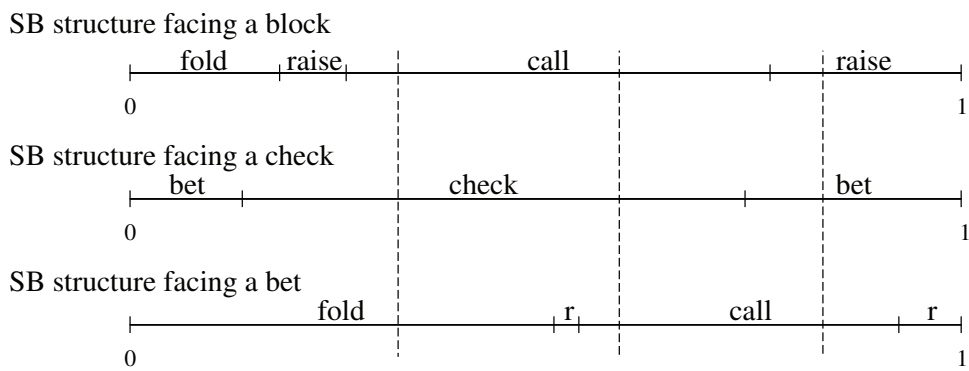 SB structure facing a block
fold raise call raise
0 1
SB structure facing a check
bet check bet
0 1
SB structure facing a bet
fold r call r
0 1